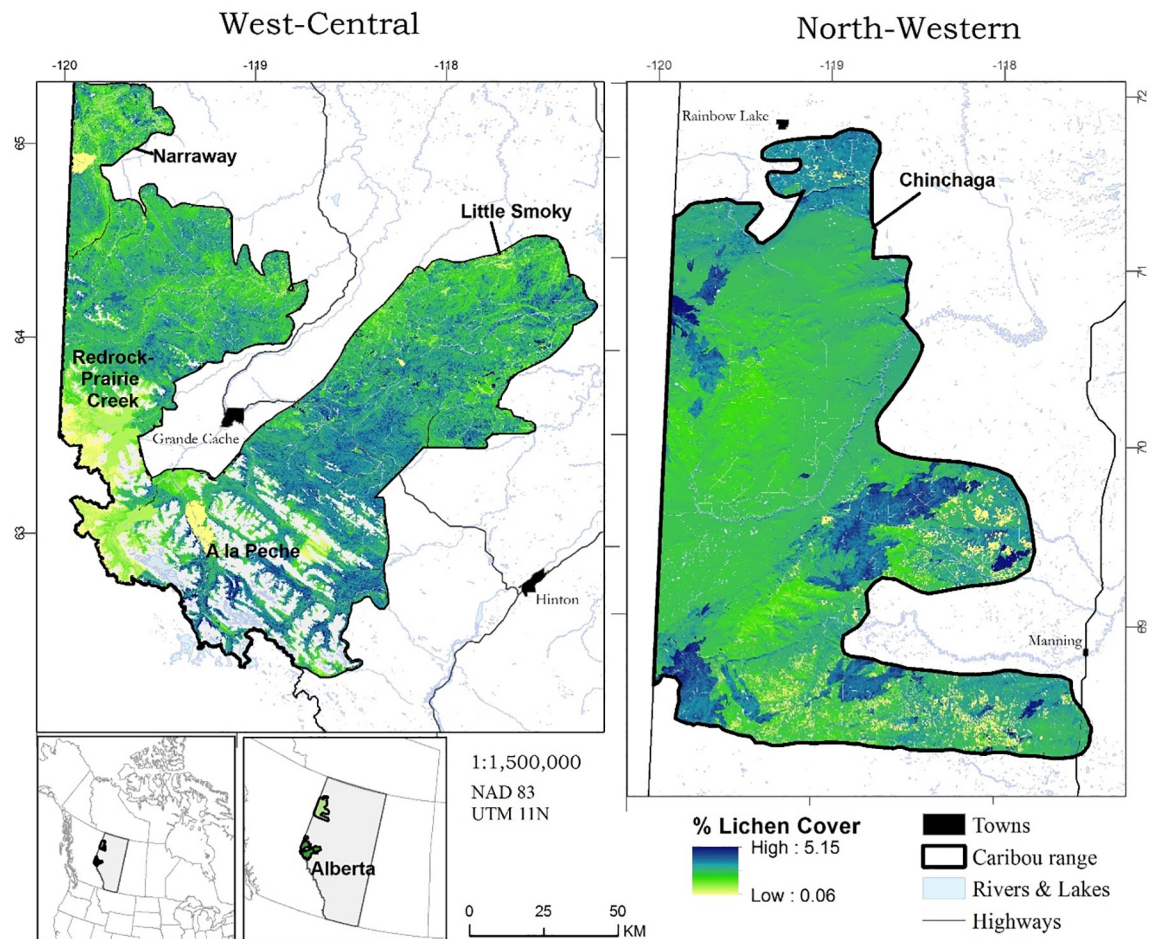 West-Central
North-Western
-120
-119
-118
-120
-119
-118
65
64
63
72
71
70
69
Narraway
Little Smoky
Redrock-
Prairie
Creek
Grande Cache
A la Peche
Hinton
Rainbow Lake
Chinchaga
Manning
Alberta
1:1,500,000
NAD 83
UTM 11N
0 25 50
KM
% Lichen Cover
High : 5.15
Low : 0.06
Towns
Caribou range
Rivers & Lakes
Highways